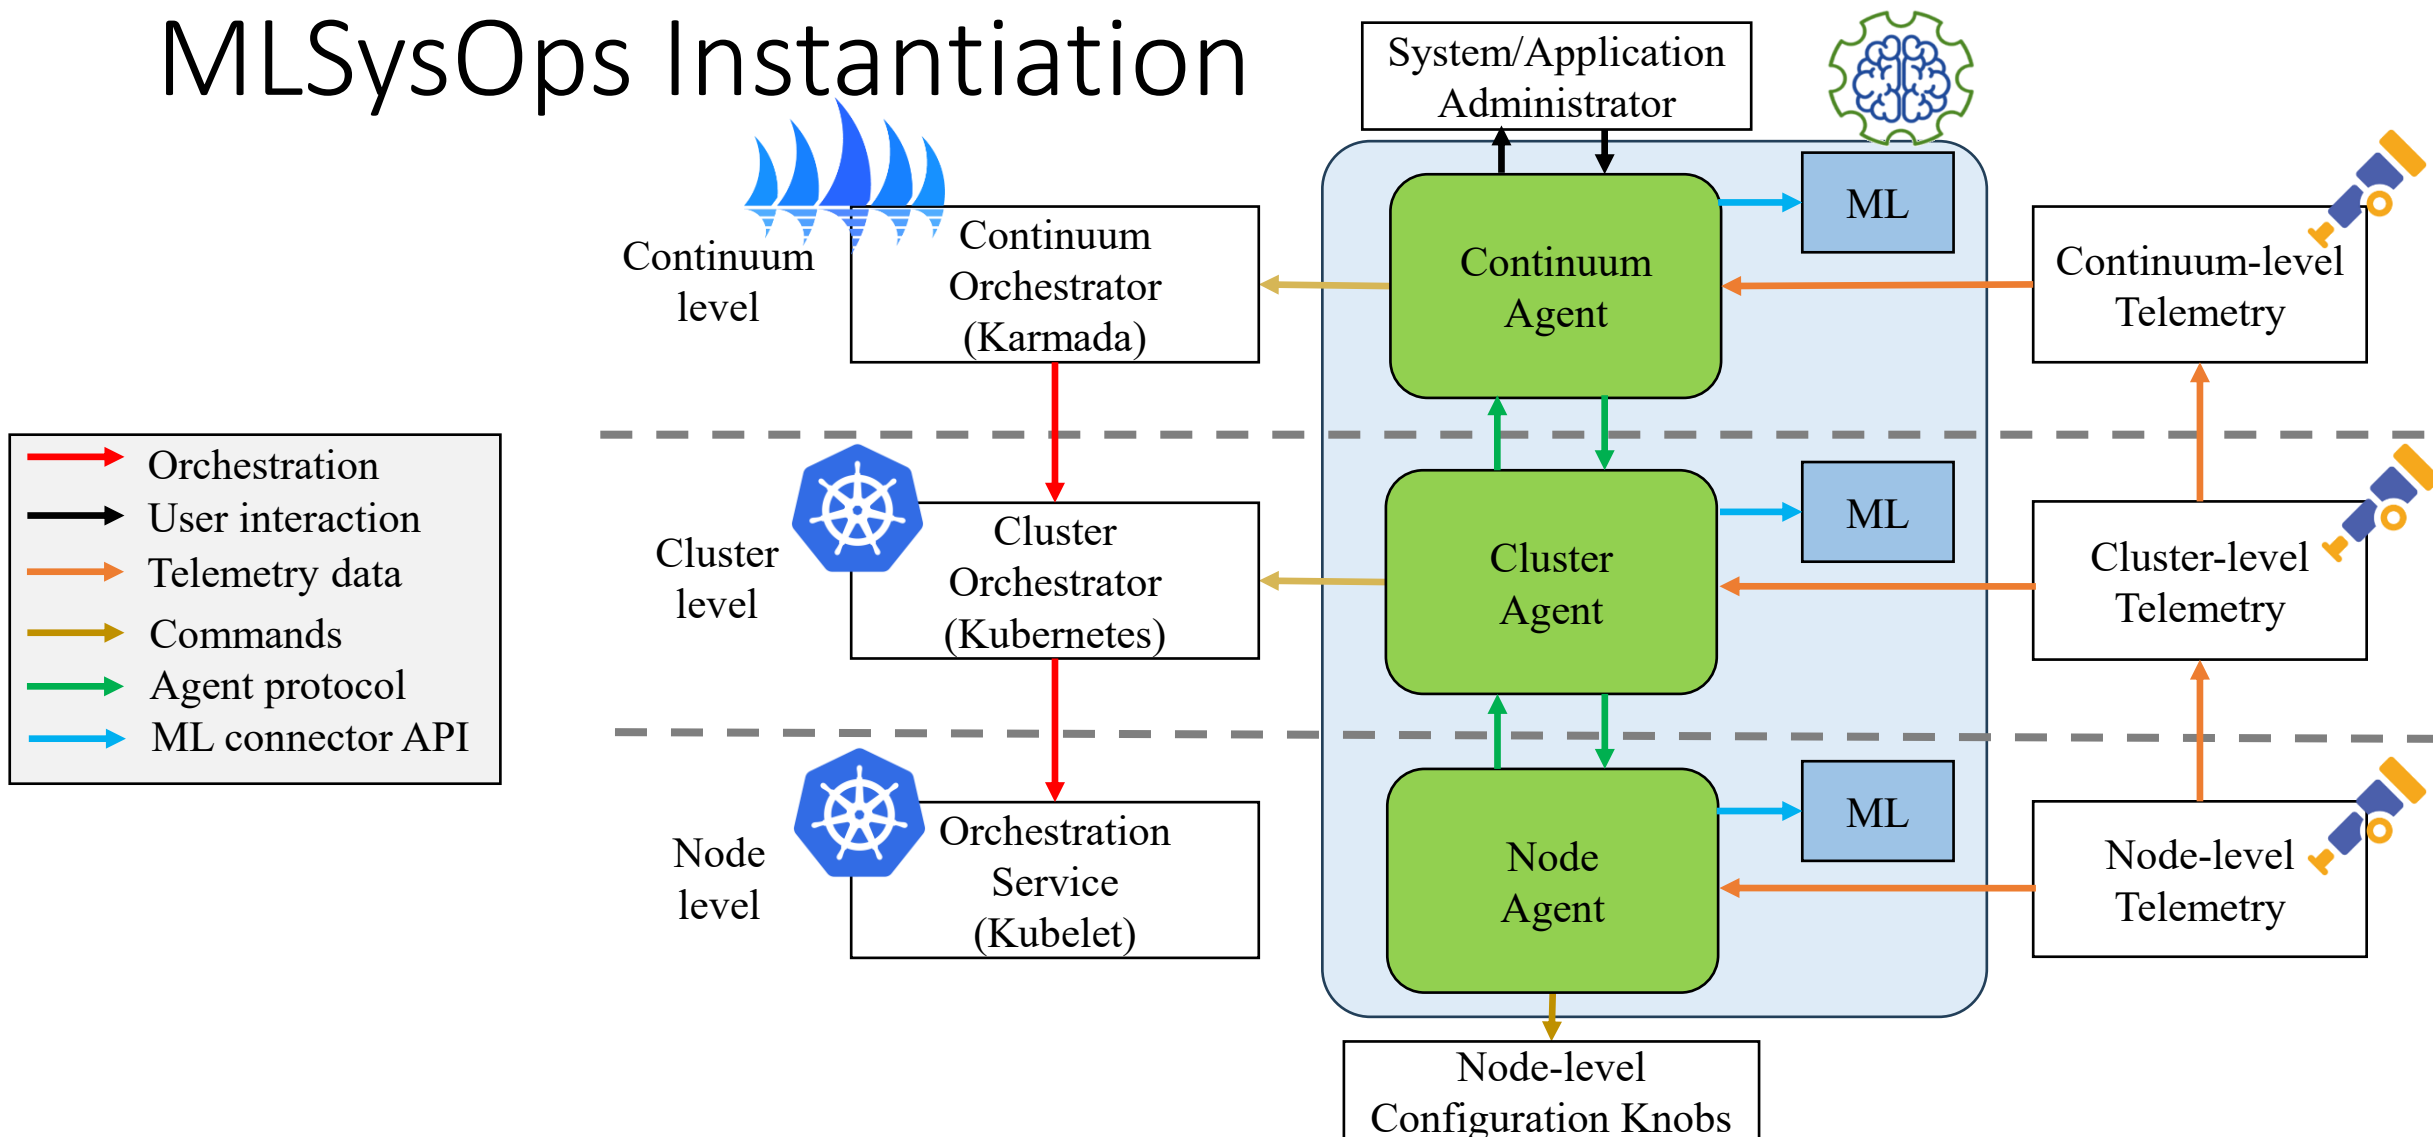 MLSysOps Instantiation
System/Application
Administrator
Continuum
level
Continuum
Orchestrator
(Karmada)
Continuum
Agent
ML
Continuum-level
Telemetry
Orchestration
User interaction
Telemetry data
Commands
Agent protocol
ML connector API
Cluster
level
Cluster
Orchestrator
(Kubernetes)
Cluster
Agent
ML
Cluster-level
Telemetry
Node
level
Orchestration
Service
(Kubelet)
Node
Agent
ML
Node-level
Telemetry
Node-level
Configuration Knobs